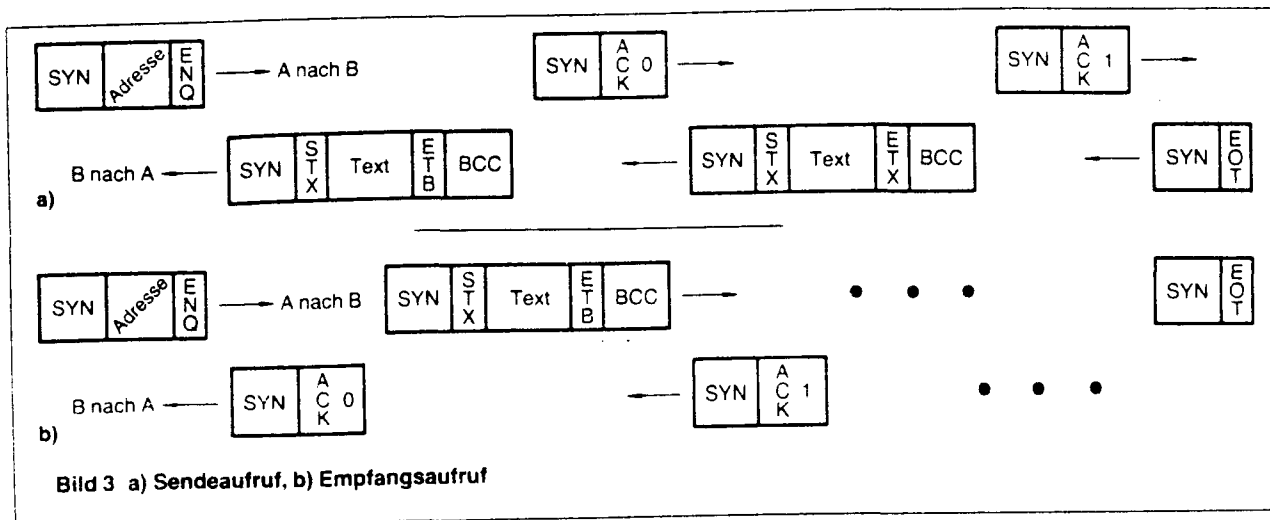 SYN Adresse ENQ A nach B SYN ACK 0 SYN ACK 1
B nach A SYN STX Text ETB BCC SYN STX Text ETX BCC SYN EOT
a)
SYN Adresse ENQ A nach B SYN STX Text ETB BCC SYN EOT
B nach A SYN ACK 0 SYN ACK 1
b)
Bild 3 a) Sendeaufruf, b) Empfangsaufruf